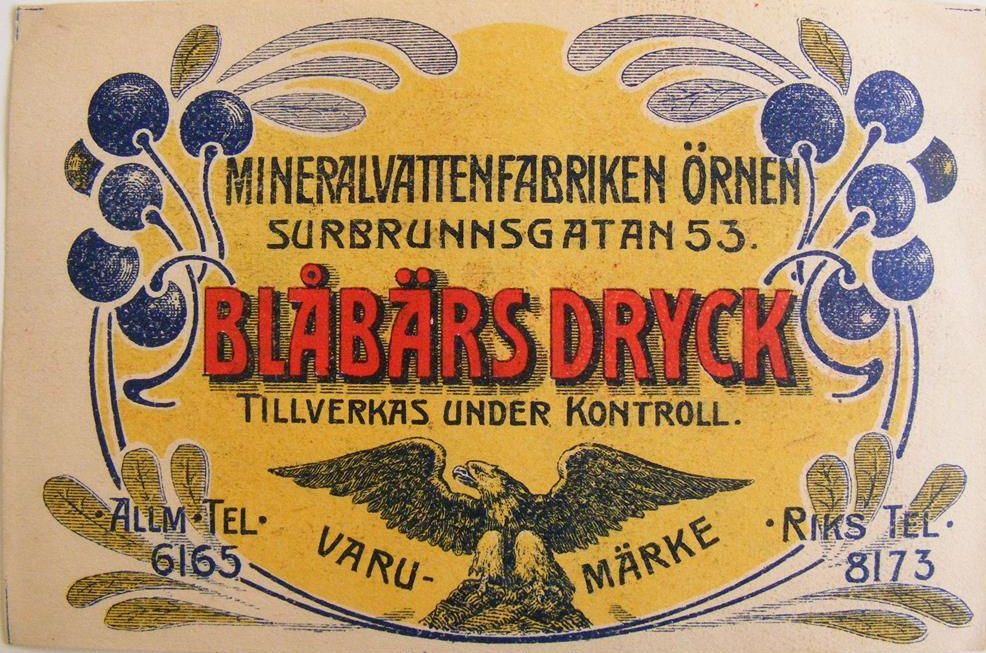 MINERALVATTENFABRIKEN ÖRNEN
SURBRUNNSGATAN 53.
BLÅBÄRS DRYCK
TILLVERKAS UNDER KONTROLL.
·ALLM·TEL·
6165
VARU-MÄRKE
·RIKS TEL·
8173